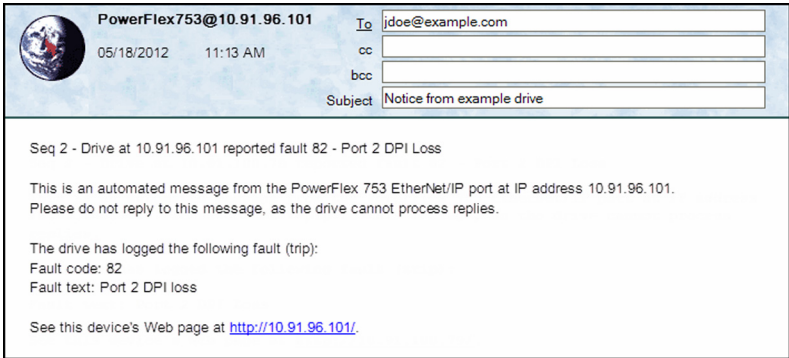 PowerFlex753@10.91.96.101
To jdoe@example.com
05/18/2012 11:13 AM
cc
bcc
Subject Notice from example drive
Seq 2 - Drive at 10.91.96.101 reported fault 82 - Port 2 DPI Loss
This is an automated message from the PowerFlex 753 EtherNet/IP port at IP address 10.91.96.101.
Please do not reply to this message, as the drive cannot process replies.
The drive has logged the following fault (trip):
Fault code: 82
Fault text: Port 2 DPI loss
See this device's Web page at http://10.91.96.101/.